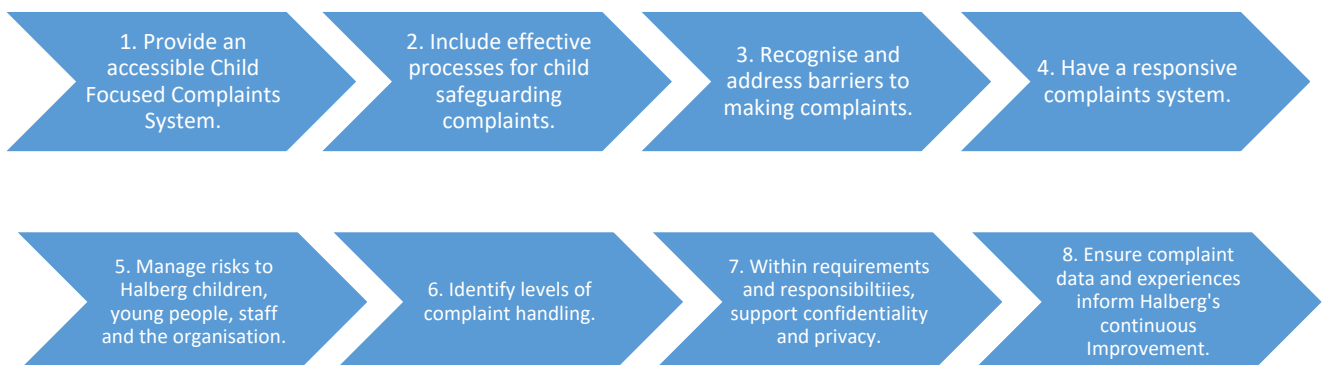 1. Provide an
accessible Child
Focused Complaints
System.
2. Include effective
processes for child
safeguarding
complaints.
3. Recognise and
address barriers to
making complaints.
4. Have a responsive
complaints system.
5. Manage risks to
Halberg children,
young people, staff
and the organisation.
6. Identify levels of
complaint handling.
7. Within requirements
and responsibiltiies,
support confidentiality
and privacy.
8. Ensure complaint
data and experiences
inform Halberg's
continuous
Improvement.